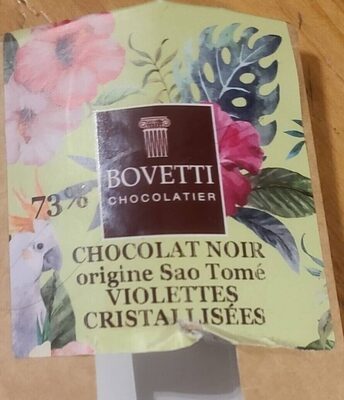 BOVETTI
CHOCOLATIER
73%
CHOCOLAT NOIR
origine Sao Tomé
VIOLETTES
CRISTALLISÉES